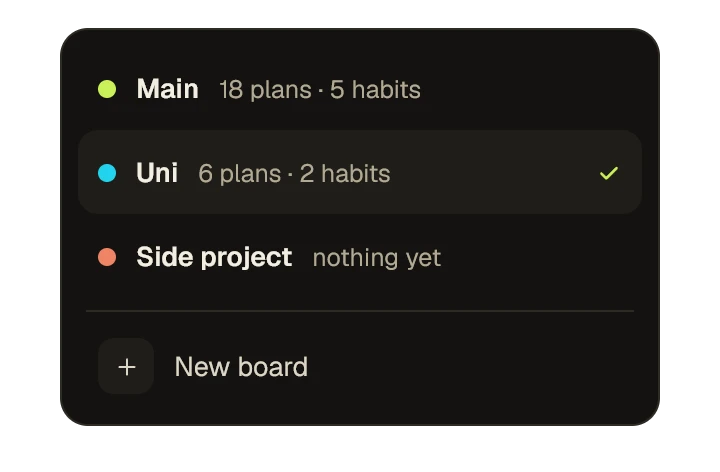 Main 18 plans · 5 habits
Uni 6 plans · 2 habits
Side project nothing yet
New board